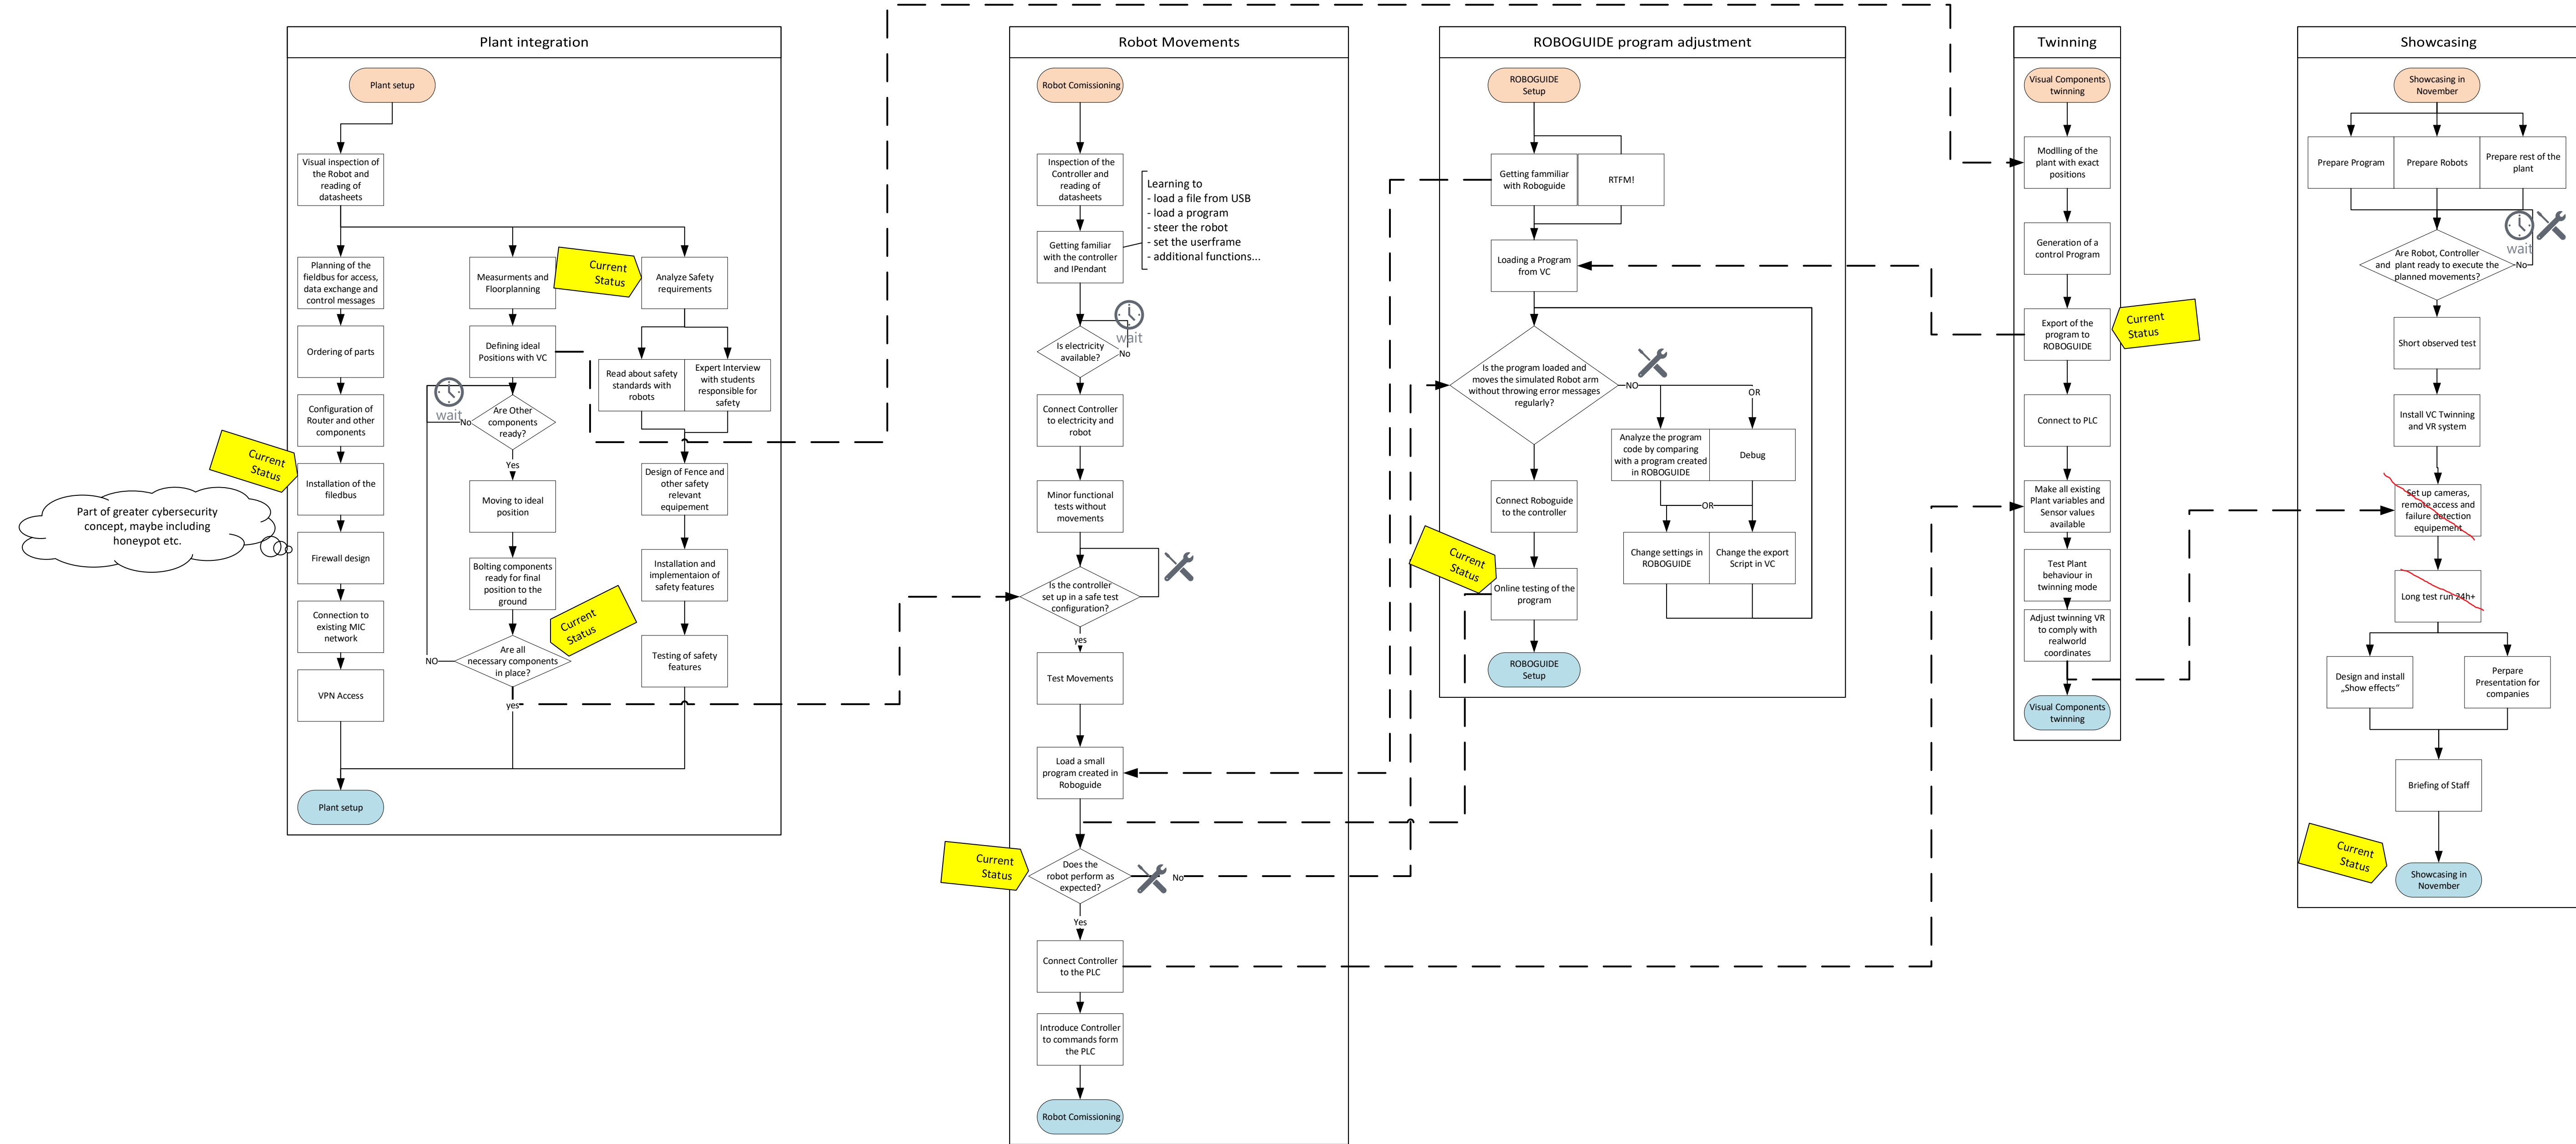 Plant integration
Plant setup
Visual inspection of
the Robot and
reading of
datasheets
Planning of the
fieldbus for access,
data exchange and
control messages
Ordering of parts
Configuration of
Router and other
components
Current
Status
Installation of the
filedbus
Part of greater cybersecurity
concept, maybe including
honeypot etc.
Firewall design
Connection to
existing MIC
network
VPN Access
Plant setup
Measurments and
Floorplanning
Defining ideal
Positions with VC
wait
Are Other
components
ready?
No
Yes
Moving to ideal
position
Bolting components
ready for final
position to the
ground
Current
Status
Are all
necessary components
in place?
NO
yes
Current
Status
Analyze Safety
requirements
Read about safety
standards with
robots
Expert Interview
with students
responsible for
safety
Design of Fence and
other safety
relevant
equipement
Installation and
implementaion of
safety features
Testing of safety
features
Robot Movements
Robot Comissioning
Inspection of the
Controller and
reading of
datasheets
Getting familiar
with the controller
and IPendant
Learning to
- load a file from USB
- load a program
- steer the robot
- set the userframe
- additional functions...
wait
Is electricity
available?
No
Connect Controller
to electricity and
robot
Minor functional
tests without
movements
Is the controller
set up in a safe test
configuration?
yes
Test Movements
Load a small
program created in
Roboguide
Current
Status
Does the
robot perform as
expected?
No
Yes
Connect Controller
to the PLC
Introduce Controller
to commands form
the PLC
Robot Comissioning
ROBOGUIDE program adjustment
ROBOGUIDE
Setup
Getting fammiliar
with Roboguide
RTFM!
Loading a Program
from VC
Is the program loaded and
moves the simulated Robot arm
without throwing error messages
regularly?
NO
OR
Analyze the program
code by comparing
with a program created
in ROBOGUIDE
Debug
OR
Change settings in
ROBOGUIDE
Change the export
Script in VC
Connect Roboguide
to the controller
Current
Status
Online testing of the
program
ROBOGUIDE
Setup
Twinning
Visual Components
twinning
Modlling of the
plant with exact
positions
Generation of a
control Program
Export of the
program to
ROBOGUIDE
Current
Status
Connect to PLC
Make all existing
Plant variables and
Sensor values
available
Test Plant
behaviour in
twinning mode
Adjust twinning VR
to comply with
realworld
coordinates
Visual Components
twinning
Showcasing
Showcasing in
November
Prepare Program
Prepare Robots
Prepare rest of the
plant
wait
Are Robot, Controller
and plant ready to execute the
planned movements?
No
Short observed test
Install VC Twinning
and VR system
Set up cameras,
remote access and
failure detection
equipement
Long test run 24h+
Design and install
„Show effects“
Perpare
Presentation for
companies
Briefing of Staff
Current
Status
Showcasing in
November